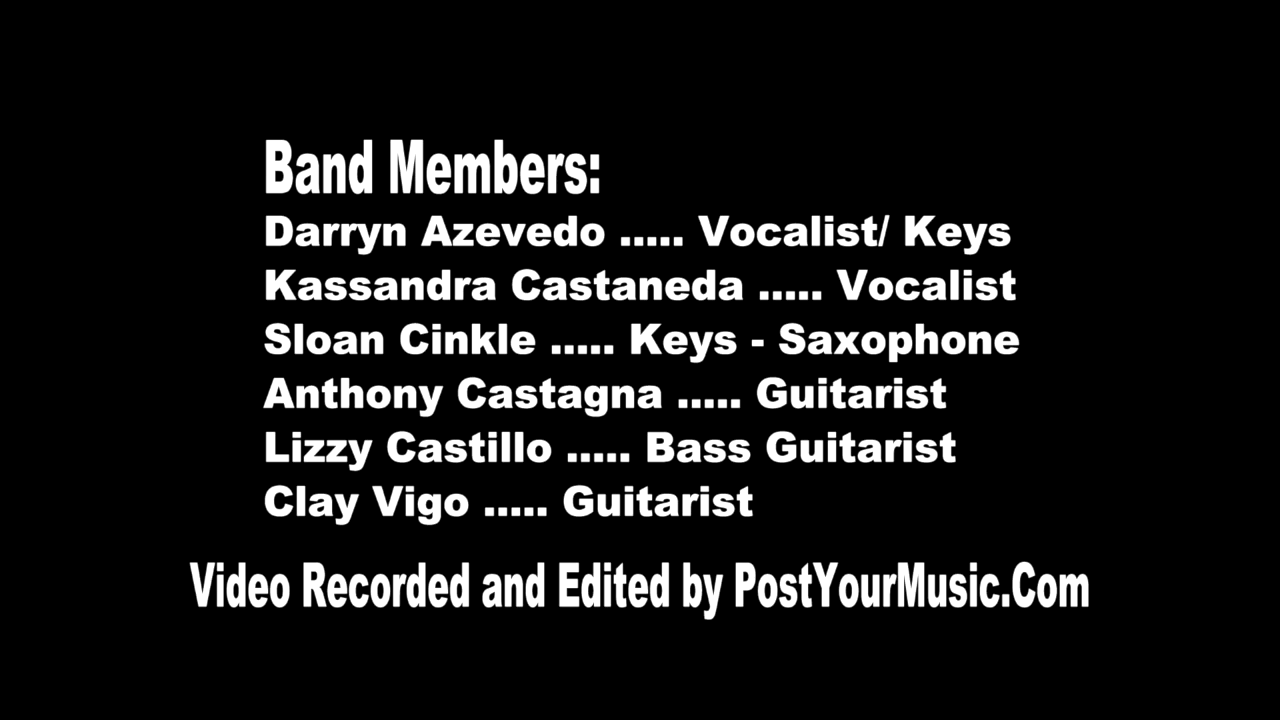 Band Members:
Darryn Azevedo ..... Vocalist/ Keys
Kassandra Castaneda ..... Vocalist
Sloan Cinkle ..... Keys - Saxophone
Anthony Castagna ..... Guitarist
Lizzy Castillo ..... Bass Guitarist
Clay Vigo ..... Guitarist
Video Recorded and Edited by PostYourMusic.Com